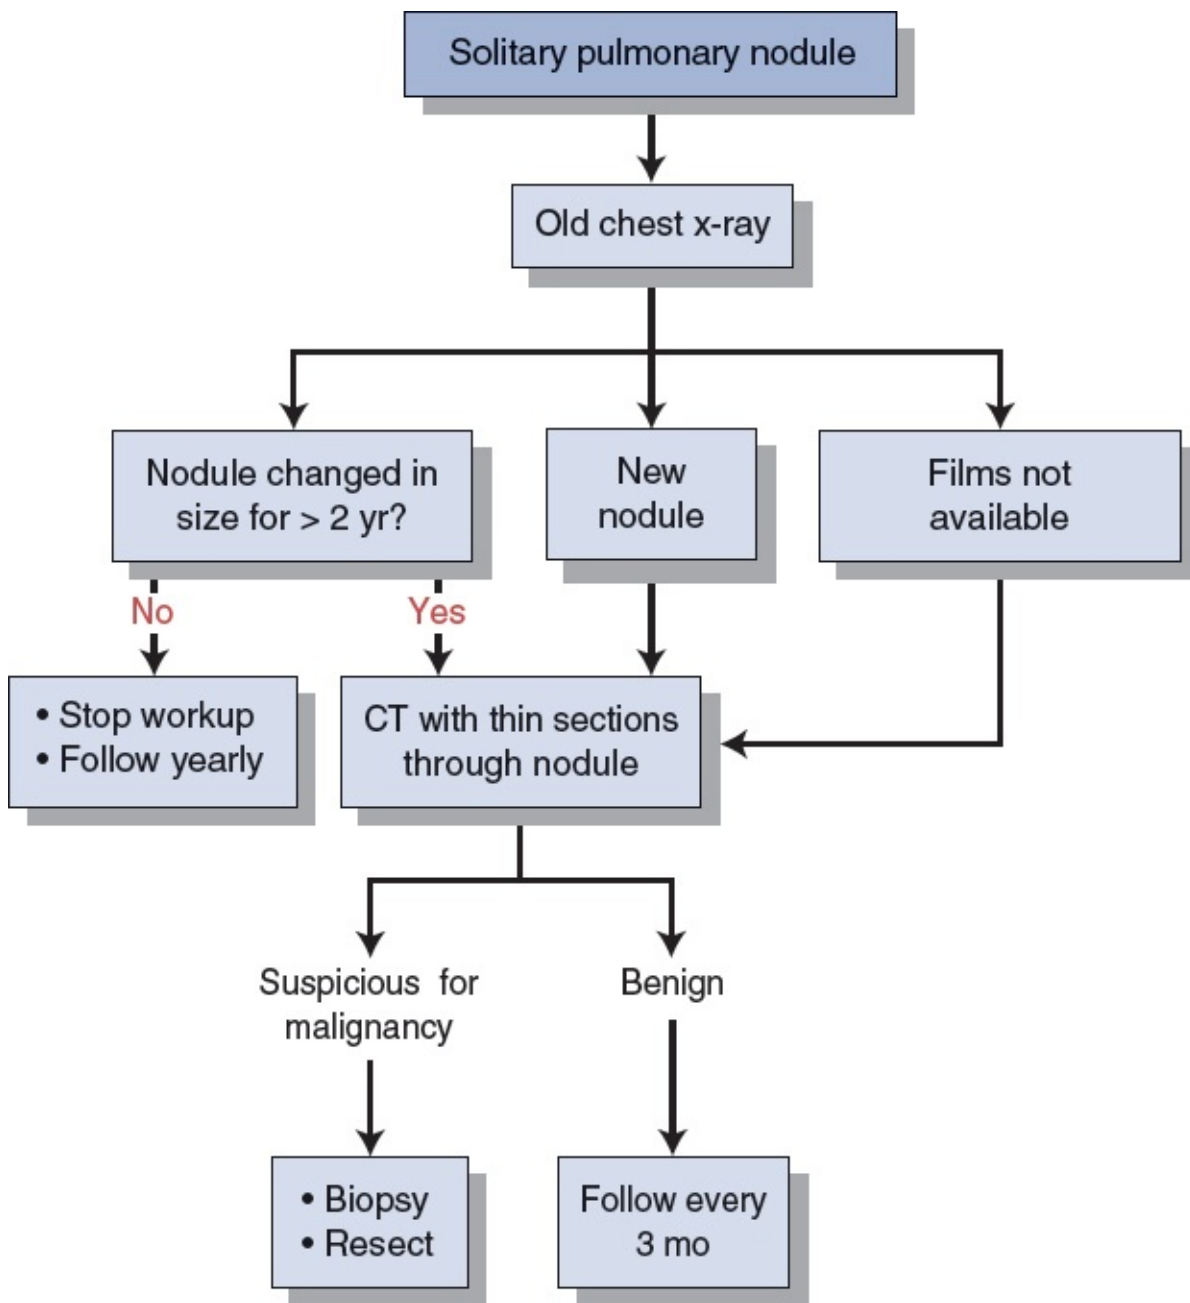 Solitary pulmonary nodule
Old chest x-ray
Nodule changed in
size for > 2 yr?
New
nodule
Films not
available
No
Yes
• Stop workup
• Follow yearly
CT with thin sections
through nodule
Suspicious for
malignancy
Benign
• Biopsy
• Resect
Follow every
3 mo